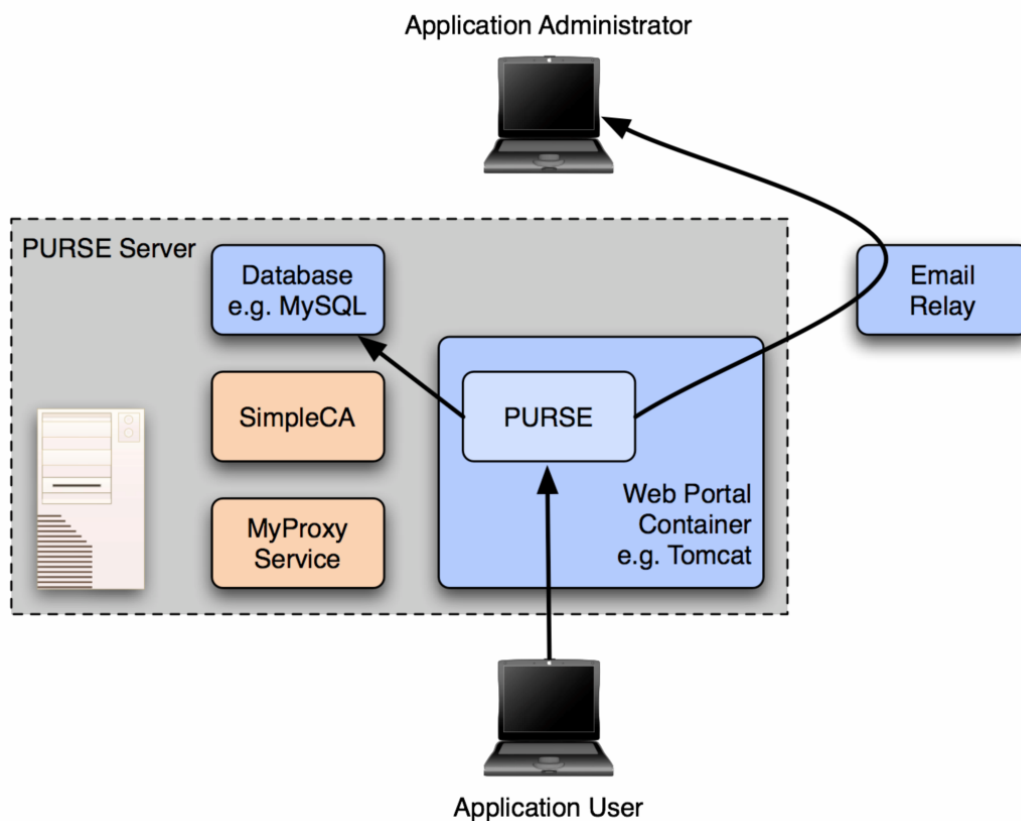 Application Administrator
PURSE Server
Database
e.g. MySQL
Email
Relay
SimpleCA
PURSE
Web Portal
Container
e.g. Tomcat
MyProxy
Service
Application User